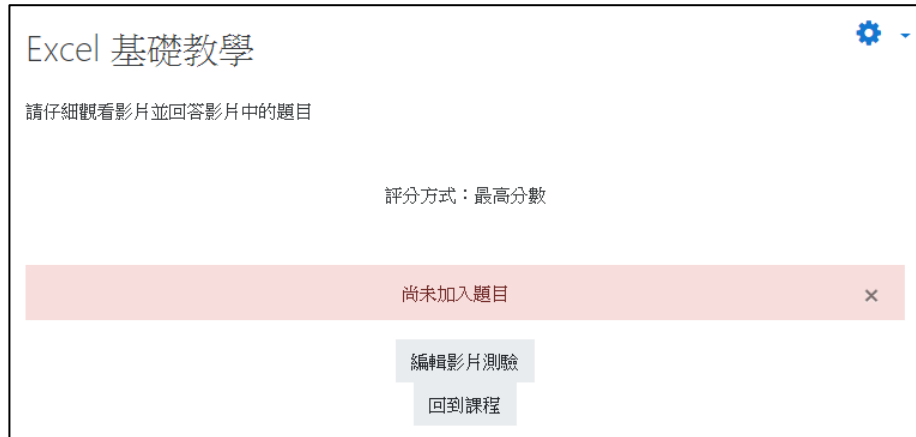 Excel 基礎教學
請仔細觀看影片並回答影片中的題目
評分方式：最高分數
尚未加入題目
×
編輯影片測驗
回到課程